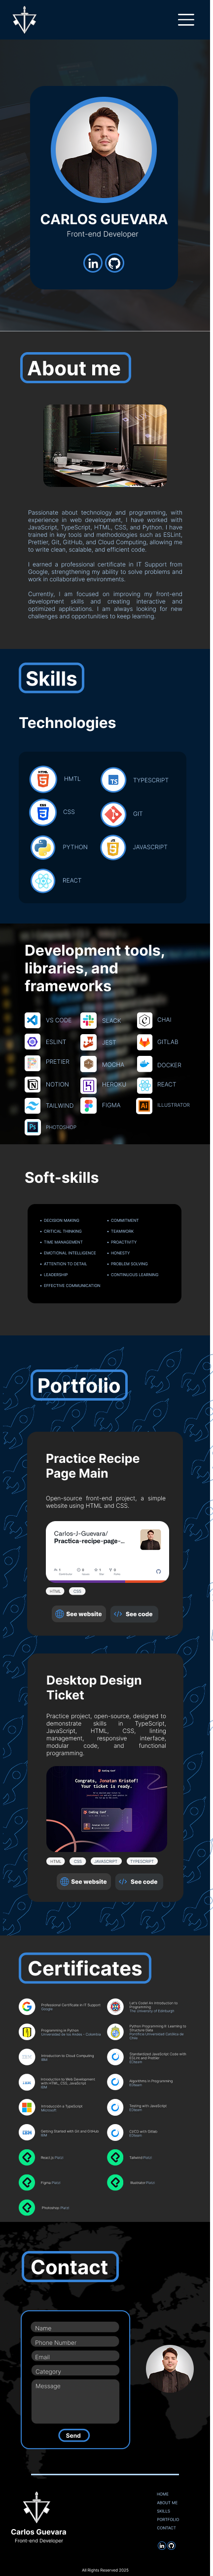 CARLOS GUEVARA
Front-end Developer
About me
Passionate about technology and programming, with
experience in web development, I have worked with
JavaScript, TypeScript, HTML, CSS, and Python. I have
trained in key tools and methodologies such as ESLint,
Prettier, Git, GitHub, and Cloud Computing, allowing me
to write clean, scalable, and efficient code.
I earned a professional certificate in IT Support from
Google, strengthening my ability to solve problems and
work in collaborative environments.
Currently, I am focused on improving my front-end
development skills and creating interactive and
optimized applications. I am always looking for new
challenges and opportunities to keep learning.
Skills
Technologies
HMTL
TYPESCRIPT
CSS
GIT
PYTHON
JAVASCRIPT
REACT
Development tools,
libraries, and
frameworks
VS CODE
SLACK
CHAI
ESLINT
JEST
GITLAB
PRETIER
MOCHA
DOCKER
NOTION
HEROKU
REACT
TAILWIND
FIGMA
ILLUSTRATOR
PHOTOSHOP
Soft-skills
DECISION MAKING
COMMITMENT
CRITICAL THINKING
TEAMWORK
TIME MANAGEMENT
PROACTIVITY
EMOTIONAL INTELLIGENCE
HONESTY
ATTENTION TO DETAIL
PROBLEM SOLVING
LEADERSHIP
CONTINUOUS LEARNING
EFFECTIVE COMMUNICATION
Portfolio
Practice Recipe
Page Main
Open-source front-end project, a simple
website using HTML and CSS.
Carlos-J-Guevara/
Practica-recipe-page-...
HTML
CSS
See website
See code
Desktop Design
Ticket
Practice project, open-source, designed to
demonstrate skills in TypeScript,
JavaScript, HTML, CSS, linting
management, responsive interface,
modular code, and functional
programming.
Congrats, Jonatan Kristof!
Your ticket is ready.
HTML
CSS
JAVASCRIPT
TYPESCRIPT
See website
See code
Certificates
Professional Certificate in IT Support
Google
Let's Code: An Introduction to
Programming
The University of Edinburgh
Programming in Python
Python Programming & Learning to
Structure Data
Introduction to Cloud Computing
IBM
Standardized JavaScript Code with
ESLint and Prettier
Introduction to Web Development
with HTML, CSS, JavaScript
IBM
Algorithms in Programming
Introduction a TypeScript
Microsoft
Testing with JavaScript
Getting Started with Git and GitHub
IBM
CI/CD with Gitlab
React.js Platzi
Tailwind Platzi
Figma Platzi
Illustrator Platzi
Photoshop Platzi
Contact
Name
Phone Number
Email
Category
Message
Send
HOME
ABOUT ME
SKILLS
PORTFOLIO
CONTACT
Carlos Guevara
Front-end Developer
All Rights Reserved 2025